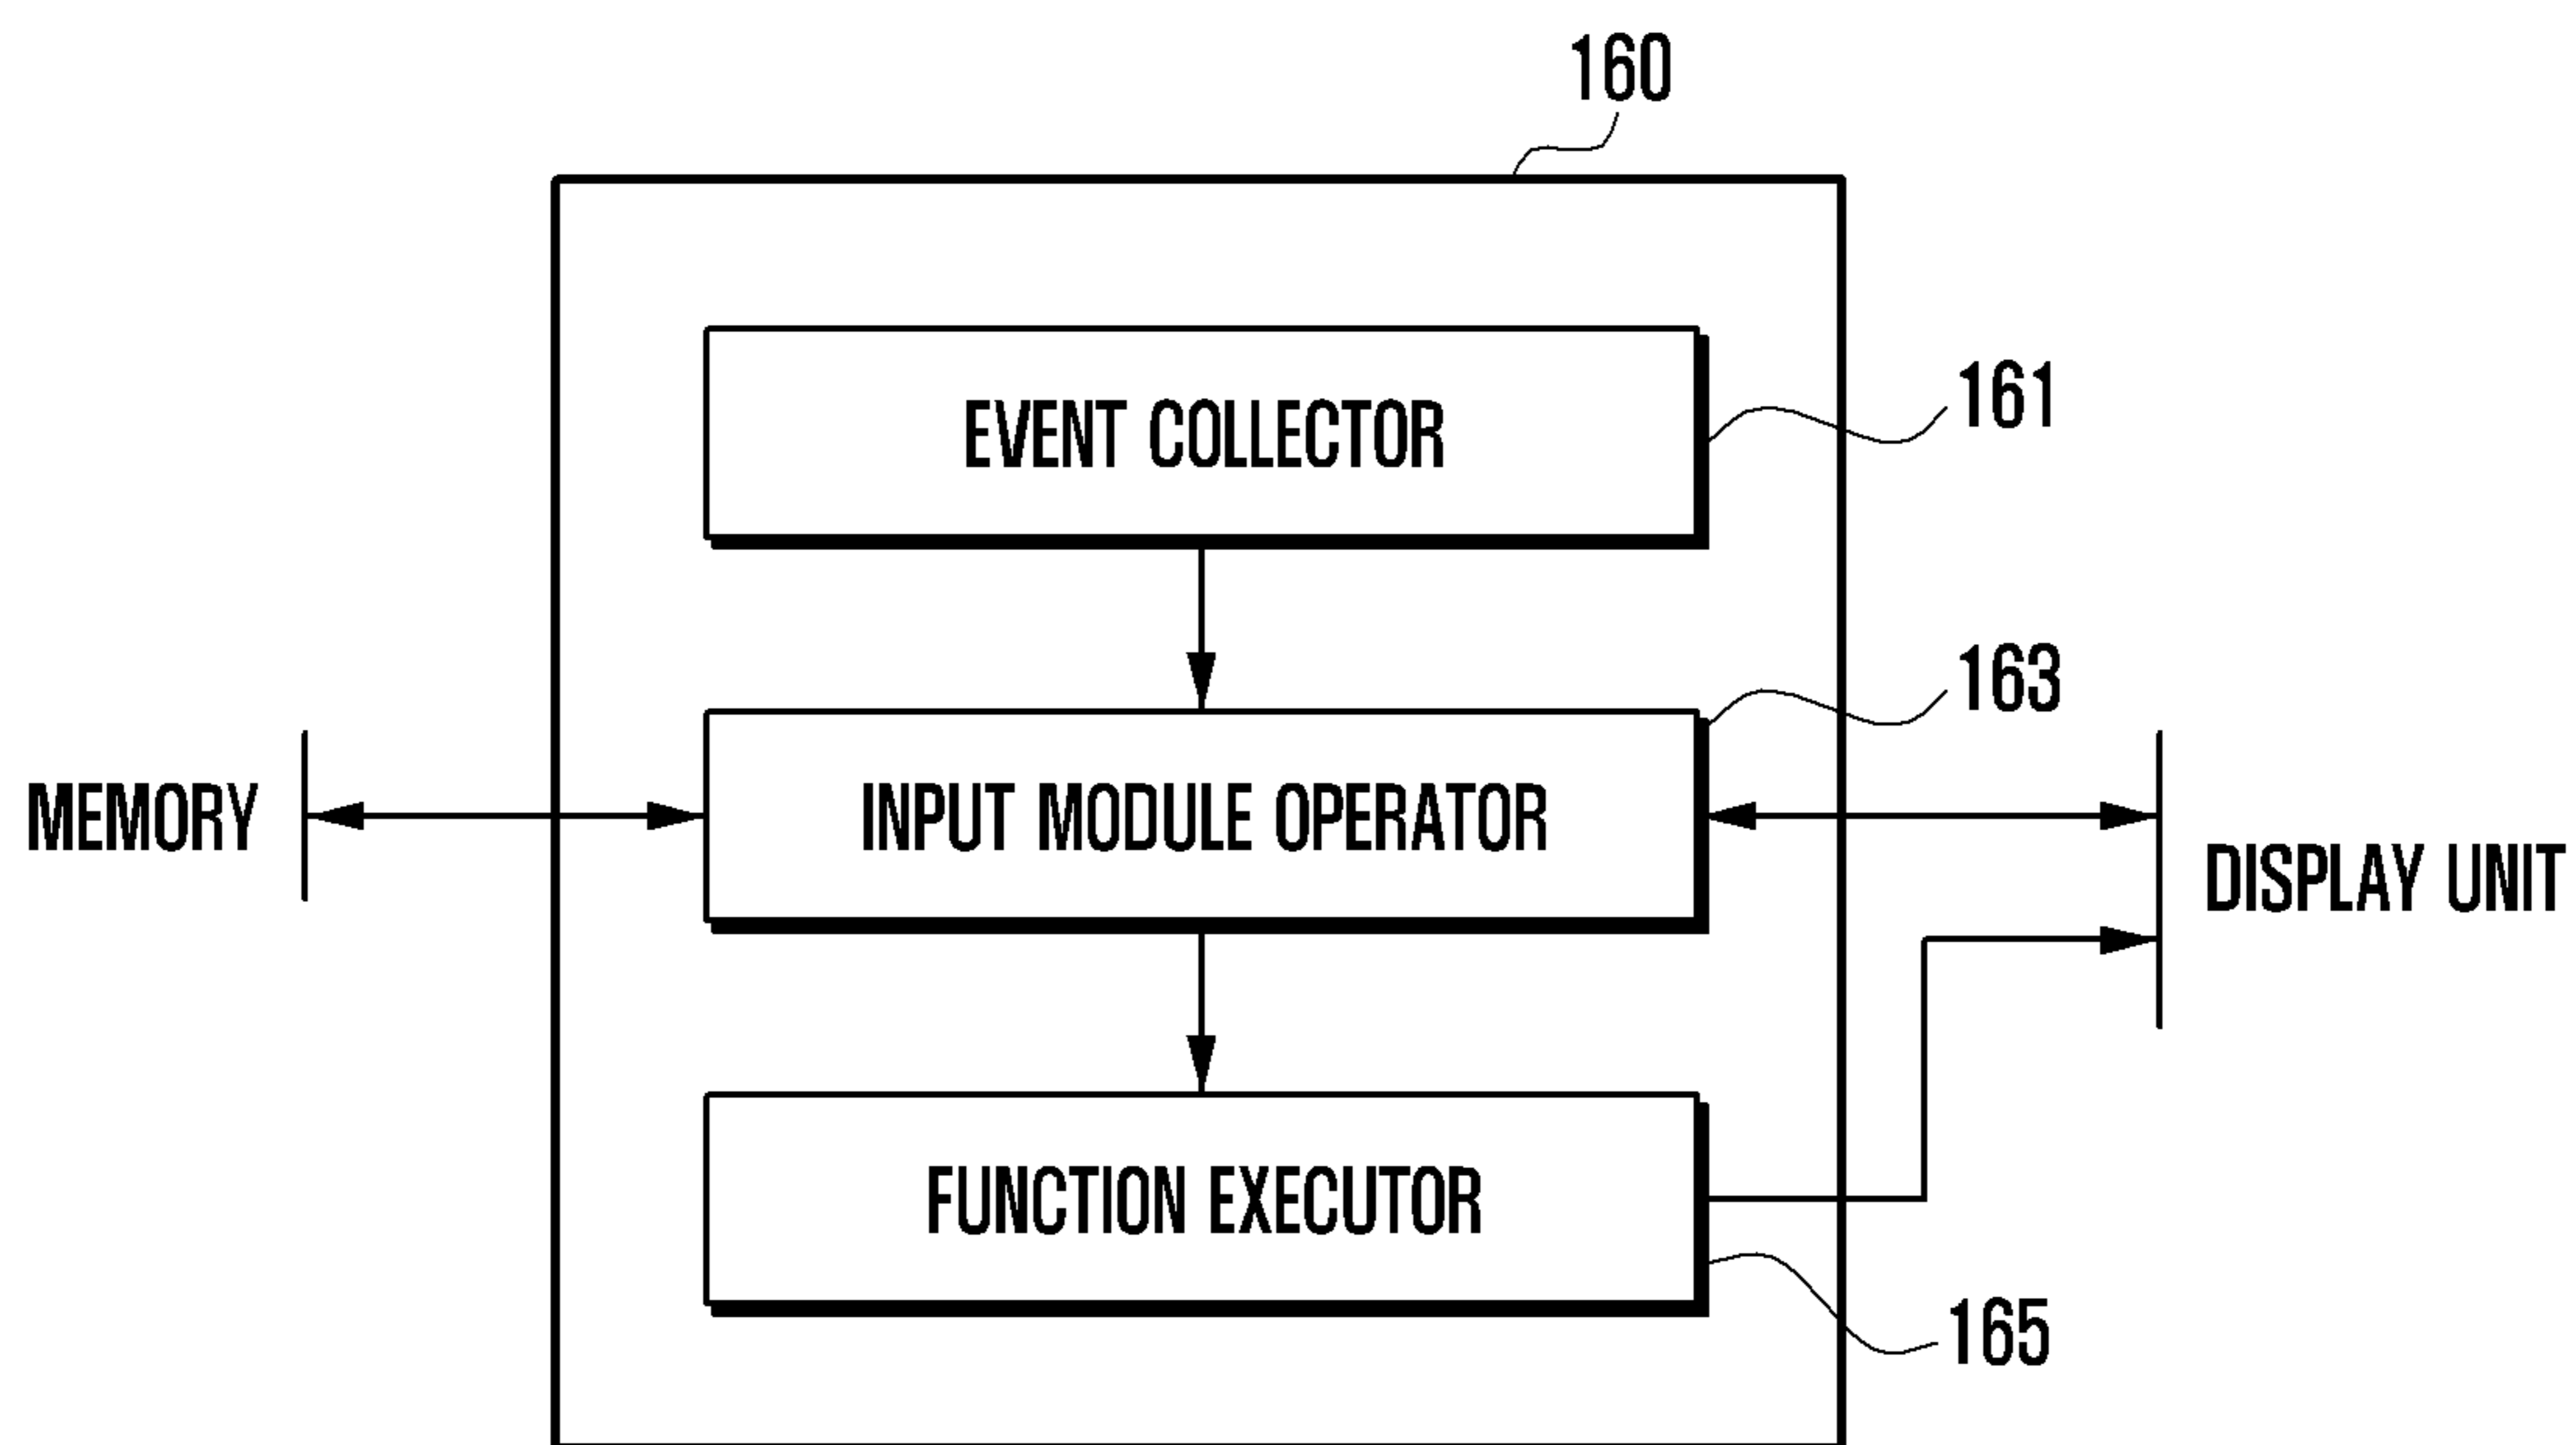 160
EVENT COLLECTOR
161
163
MEMORY
INPUT MODULE OPERATOR
DISPLAY UNIT
FUNCTION EXECUTOR
165